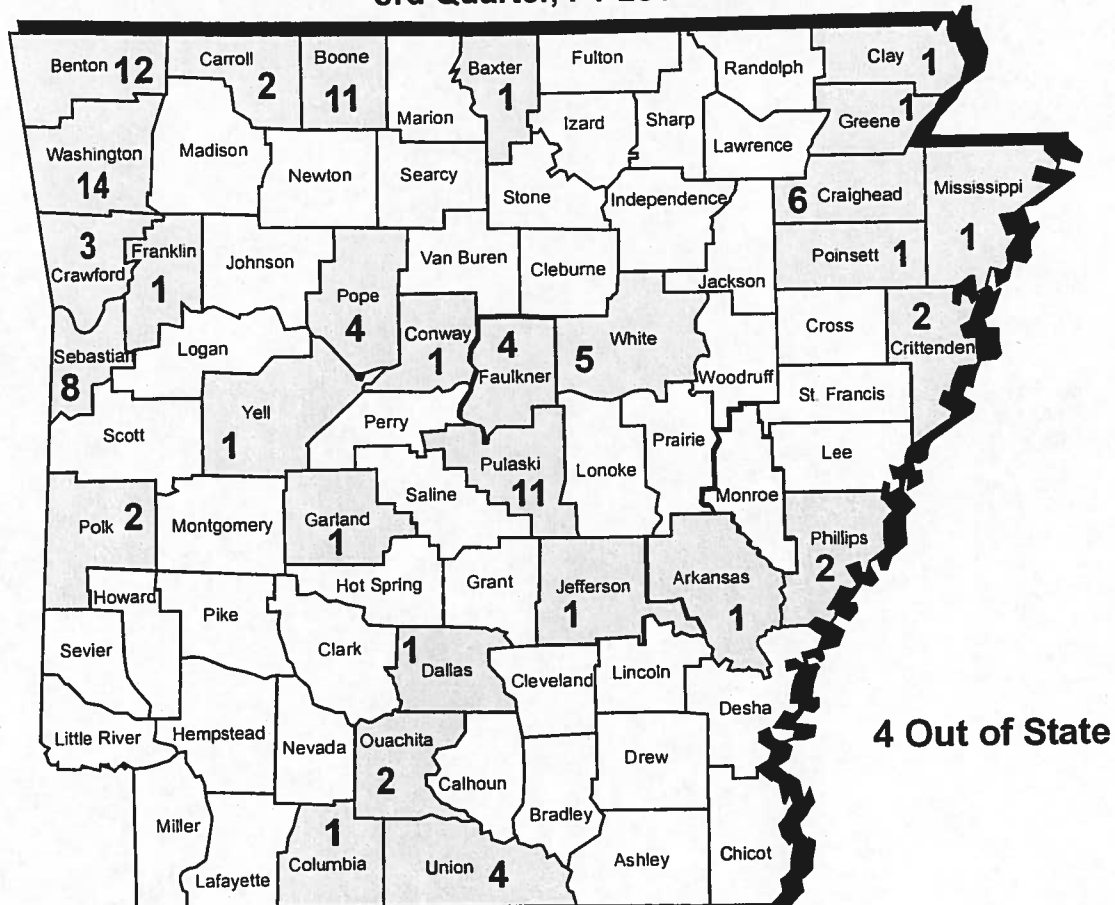 Benton 12
Carroll
2
Boone
11
Marion
Baxter
1
Fulton
Izard
Sharp
Randolph
Lawrence
Clay 1
Greene 1
Washington
14
Madison
Newton
Searcy
Stone
Independence
6 Craighead
Mississippi
1
3
Crawford
Franklin
1
Johnson
Pope
4
Van Buren
Cleburne
Jackson
Poinsett 1
Sebastian
8
Logan
Conway
1
4
Faulkner
White
5
Woodruff
Cross
2
Crittenden
St. Francis
Scott
Yell
1
Perry
Pulaski
11
Lonoke
Prairie
Monroe
Lee
Polk 2
Montgomery
Garland
1
Saline
Phillips
2
Howard
Pike
Hot Spring
Grant
Jefferson
1
Arkansas
1
Sevier
Clark
1
Dallas
Cleveland
Lincoln
Desha
Little River
Hempstead
Nevada
Ouachita
2
Calhoun
Bradley
Drew
4 Out of State
Miller
Lafayette
1
Columbia
Union 4
Ashley
Chicot